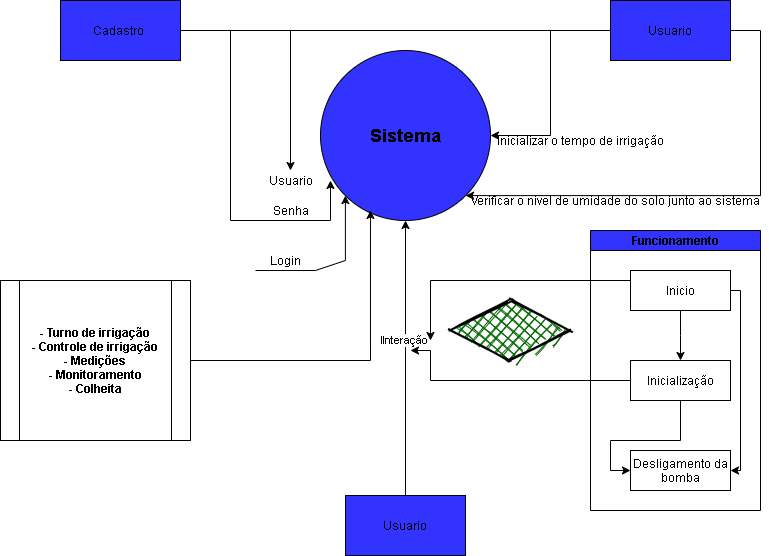 Cadastro
Usuario
Sistema
Inicializar o tempo de irrigação
Usuario
Verificar o nivel de umidade do solo junto ao sistema
Senha
Funcionamento
Login
Inicio
- Turno de irrigação
- Controle de irrigação
- Medições
- Monitoramento
- Colheita
IInteração
Inicialização
Desligamento da
bomba
Usuario